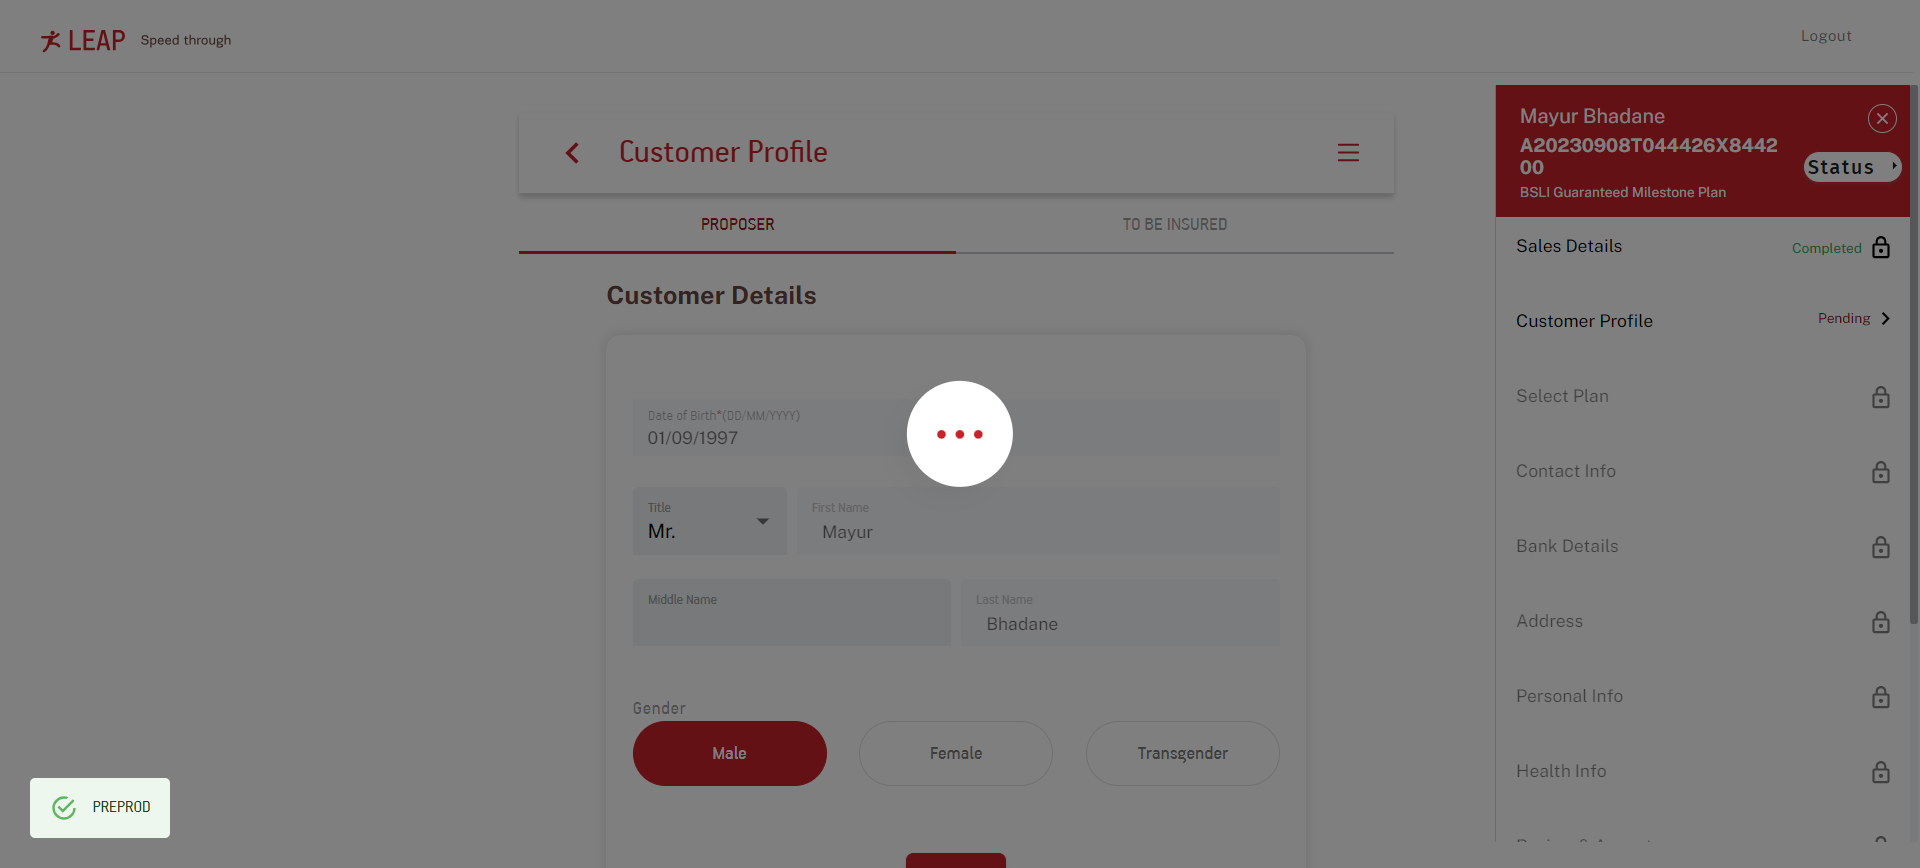 LEAP Speed through
Logout
Customer Profile
PROPOSER
TO BE INSURED
Customer Details
Date of Birth*(DD/MM/YYYY)
01/09/1997
Title
Mr.
First Name
Mayur
Middle Name
Last Name
Bhadane
Gender
Male
Female
Transgender
PREPROD
Mayur Bhadane
A20230908T044426X8442
00
Status
BSLI Guaranteed Milestone Plan
Sales Details
Completed
Customer Profile
Pending
Select Plan
Contact Info
Bank Details
Address
Personal Info
Health Info